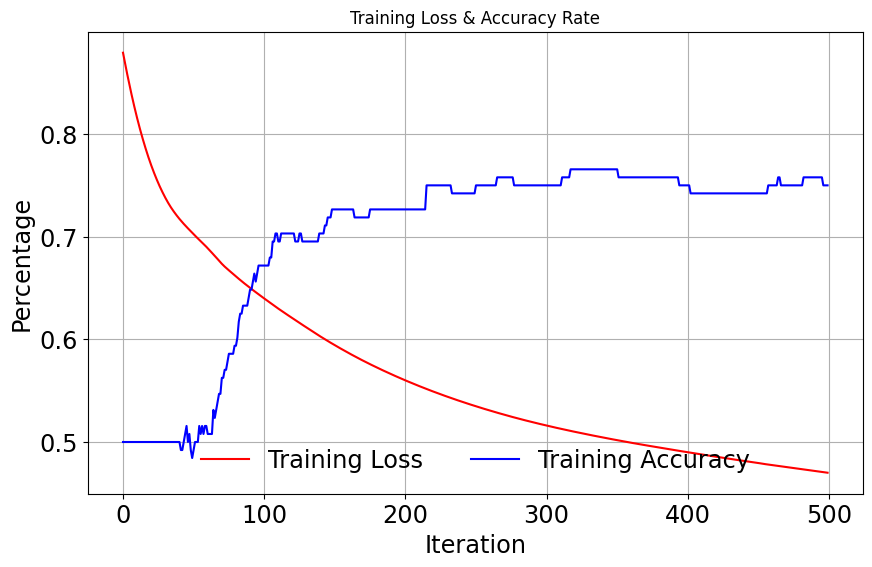 Training Loss & Accuracy Rate
Percentage
0.8
0.7
0.6
0.5
Training Loss Training Accuracy
0 100 200 300 400 500
Iteration